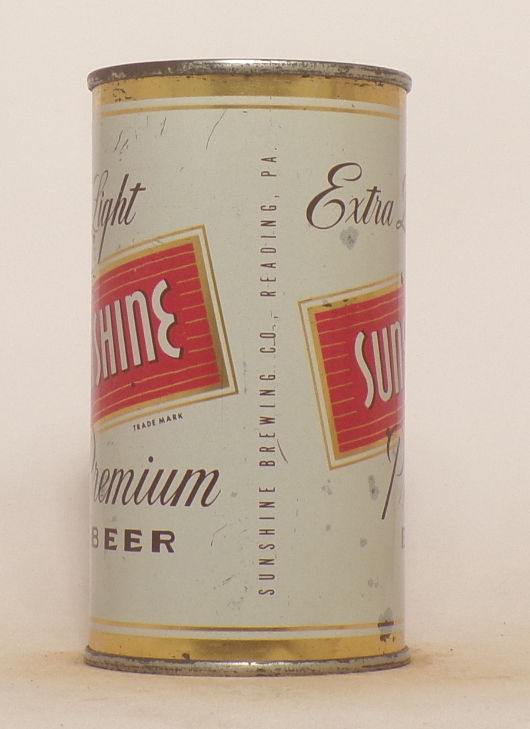 Light
SHINE
TRADE MARK
Premium
BEER
SUNSHINE BREWING CO., READING, PA.
Extra L
SUN
P